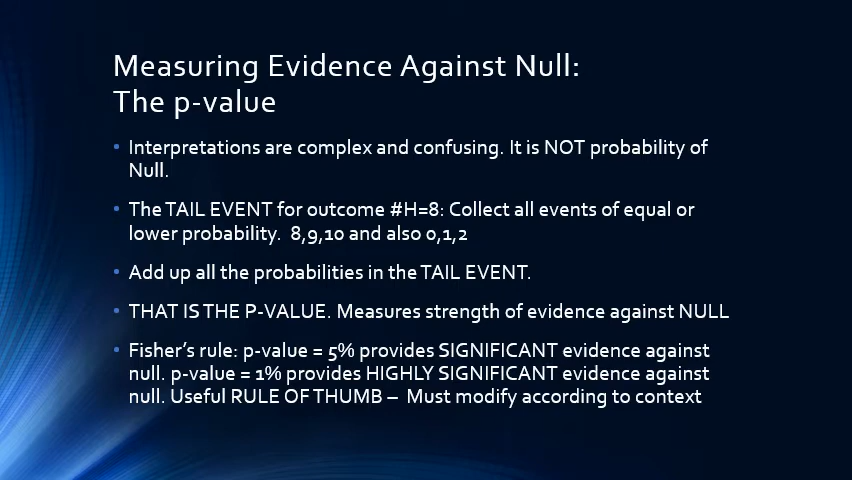 Measuring Evidence Against Null:
The p-value
• Interpretations are complex and confusing. It is NOT probability of
Null.
• The TAIL EVENT for outcome #H=8: Collect all events of equal or
lower probability. 8,9,10 and also 0,1,2
• Add up all the probabilities in the TAIL EVENT.
• THAT IS THE P-VALUE. Measures strength of evidence against NULL
• Fisher's rule: p-value = 5% provides SIGNIFICANT evidence against
null. p-value = 1% provides HIGHLY SIGNIFICANT evidence against
null. Useful RULE OF THUMB – Must modify according to context